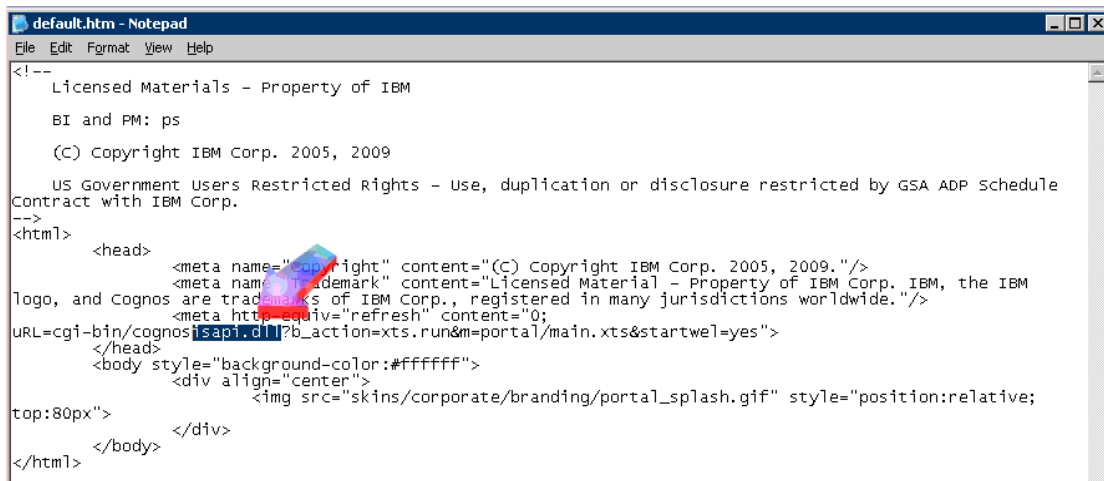 default.htm - Notepad
File Edit Format View Help
<!--
Licensed Materials - Property of IBM
BI and PM: ps
(C) Copyright IBM Corp. 2005, 2009
US Government Users Restricted Rights - Use, duplication or disclosure restricted by GSA ADP Schedule
Contract with IBM Corp.
-->
<html>
<head>
<meta name="Copyright" content="(C) Copyright IBM Corp. 2005, 2009."/>
<meta name="Trademark" content="Licensed Material - Property of IBM Corp. IBM, the IBM
logo, and Cognos are trademarks of IBM Corp., registered in many jurisdictions worldwide."/>
<meta http-equiv="refresh" content="0;
URL=cgi-bin/cognosisapi.dll?b_action=xts.run&m=portal/main.xts&startwel=yes">
</head>
<body style="background-color:#ffffff">
<div align="center">
<img src="skins/corporate/branding/portal_splash.gif" style="position:relative;
top:80px">
</div>
</body>
</html>